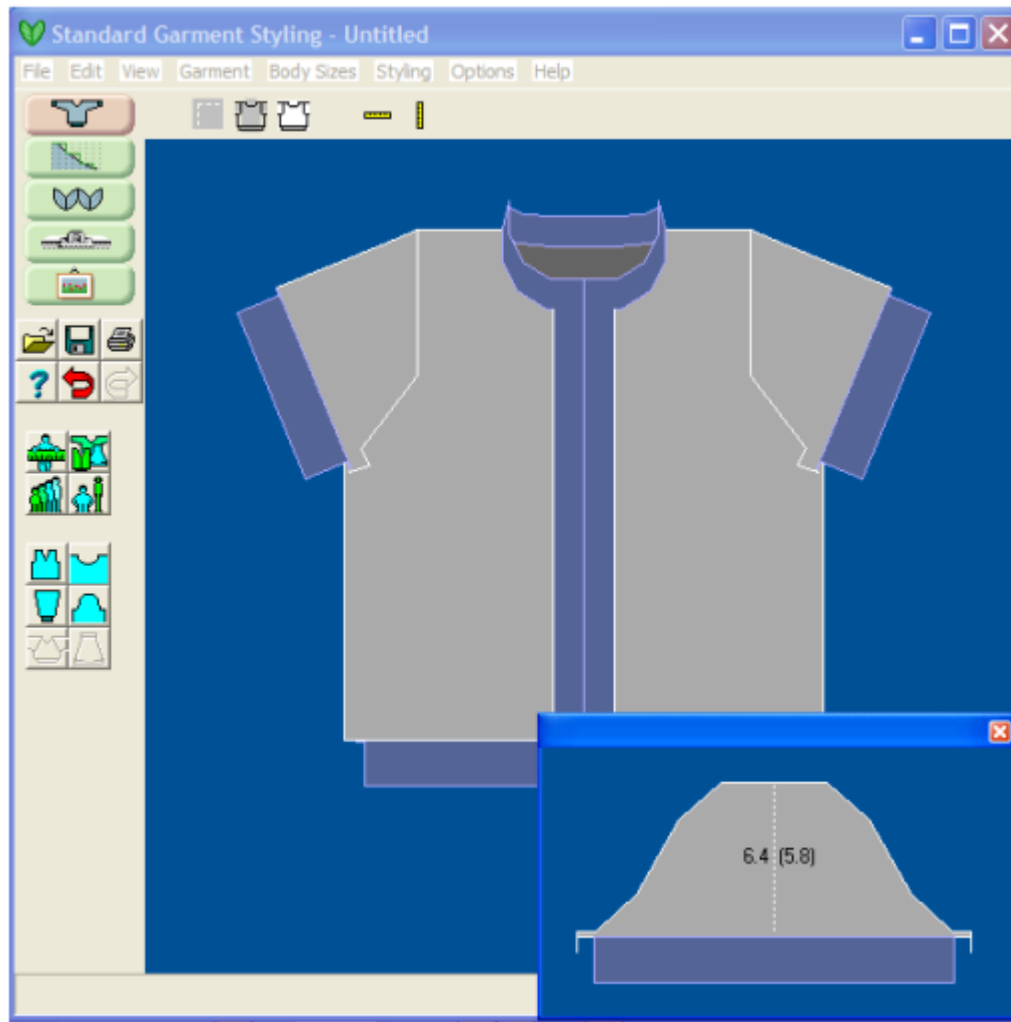 Standard Garment Styling - Untitled
File Edit View Garment Body Sizes Styling Options Help
6.4 (5.8)